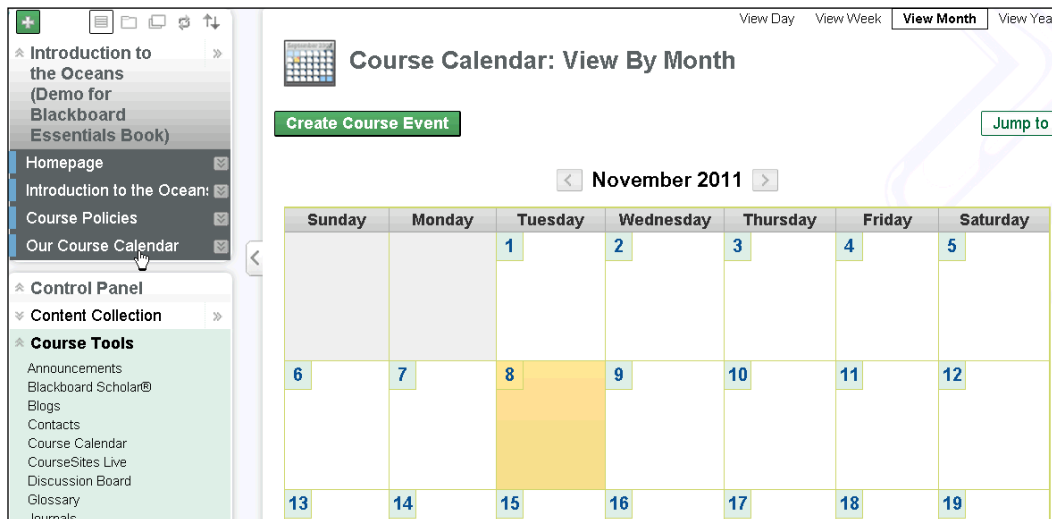 Introduction to
the Oceans
(Demo for
Blackboard
Essentials Book)
Homepage
Introduction to the Ocean
Course Policies
Our Course Calendar
Control Panel
Content Collection
Course Tools
Announcements
Blackboard Scholar®
Blogs
Contacts
Course Calendar
CourseSites Live
Discussion Board
Glossary
Journals
View Day View Week View Month View Yea
Course Calendar: View By Month
Create Course Event
Jump to
November 2011
Sunday Monday Tuesday Wednesday Thursday Friday Saturday
1 2 3 4 5
6 7 8 9 10 11 12
13 14 15 16 17 18 19